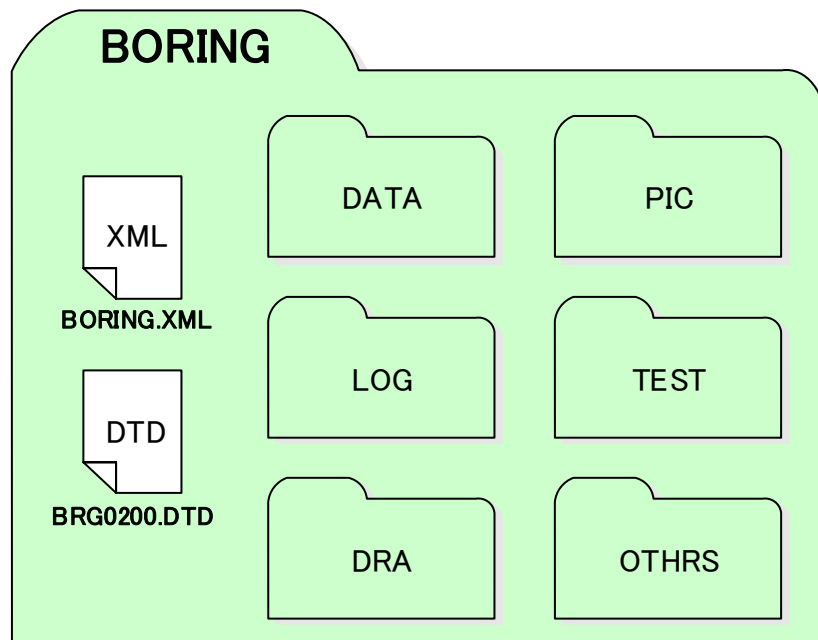 BORING
DATA
PIC
XML
BORING.XML
LOG
TEST
DTD
BRG0200.DTD
DRA
OTHRS